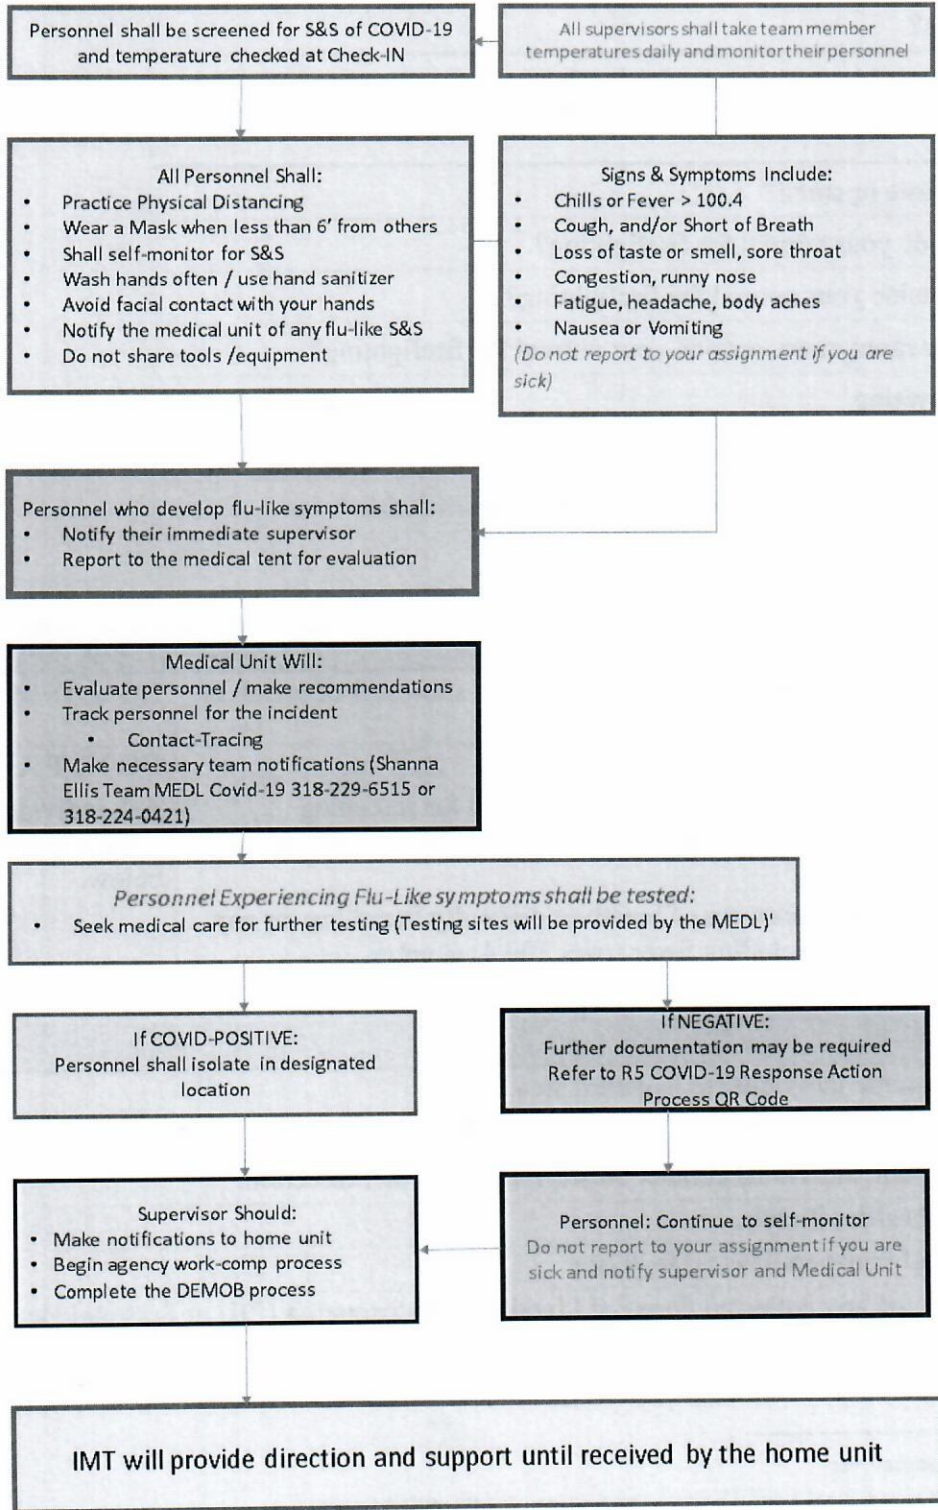 Personnel shall be screened for S&S of COVID-19
and temperature checked at Check-IN
All supervisors shall take team member
temperatures daily and monitor their personnel
All Personnel Shall:
• Practice Physical Distancing
• Wear a Mask when less than 6' from others
• Shall self-monitor for S&S
• Wash hands often / use hand sanitizer
• Avoid facial contact with your hands
• Notify the medical unit of any flu-like S&S
• Do not share tools /equipment
Signs & Symptoms Include:
• Chills or Fever > 100.4
• Cough, and/or Short of Breath
• Loss of taste or smell, sore throat
• Congestion, runny nose
• Fatigue, headache, body aches
• Nausea or Vomiting
(Do not report to your assignment if you are
sick)
Personnel who develop flu-like symptoms shall:
• Notify their immediate supervisor
• Report to the medical tent for evaluation
Medical Unit Will:
• Evaluate personnel / make recommendations
• Track personnel for the incident
• Contact-Tracing
• Make necessary team notifications (Shanna
Ellis Team MEDL Covid-19 318-229-6515 or
318-224-0421)
Personnel Experiencing Flu-Like symptoms shall be tested:
• Seek medical care for further testing (Testing sites will be provided by the MEDL)'
If COVID-POSITIVE:
Personnel shall isolate in designated
location
If NEGATIVE:
Further documentation may be required
Refer to R5 COVID-19 Response Action
Process QR Code
Supervisor Should:
• Make notifications to home unit
• Begin agency work-comp process
• Complete the DEMOB process
Personnel: Continue to self-monitor
Do not report to your assignment if you are
sick and notify supervisor and Medical Unit
IMT will provide direction and support until received by the home unit